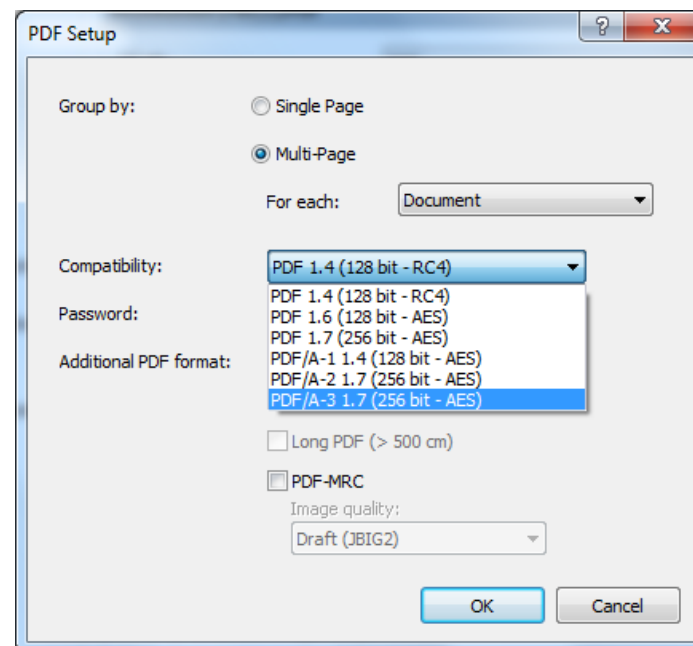 PDF Setup
Group by:
Single Page
Multi-Page
For each:
Document
Compatibility:
PDF 1.4 (128 bit - RC4)
PDF 1.4 (128 bit - RC4)
PDF 1.6 (128 bit - AES)
PDF 1.7 (256 bit - AES)
PDF/A-1 1.4 (128 bit - AES)
PDF/A-2 1.7 (256 bit - AES)
PDF/A-3 1.7 (256 bit - AES)
Password:
Additional PDF format:
Long PDF (> 500 cm)
PDF-MRC
Image quality:
Draft (JBIG2)
OK
Cancel